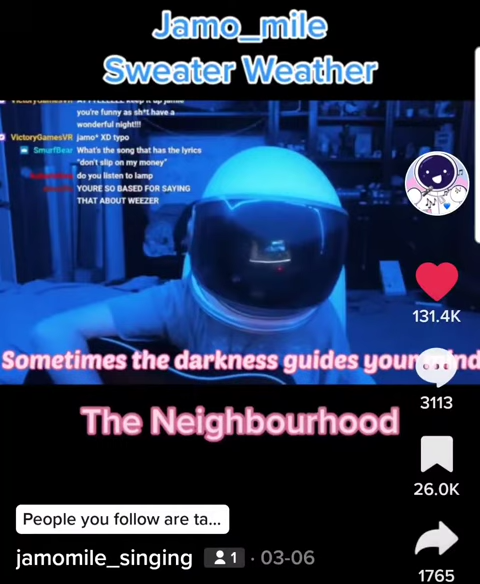 Jamo_mile
Sweater Weather
you're funny as sh*t have a
wonderful night!!!
VictoryGamesVR jamo* XD typo
SmurfBear What's the song that has the lyrics
"don't slip on my money"
do you listen to lamp
YOURE SO BASED FOR SAYING
THAT ABOUT WEEZER
131.4K
Sometimes the darkness guides your mind
3113
The Neighbourhood
26.0K
People you follow are ta...
jamomile_singing 1 · 03-06
1765